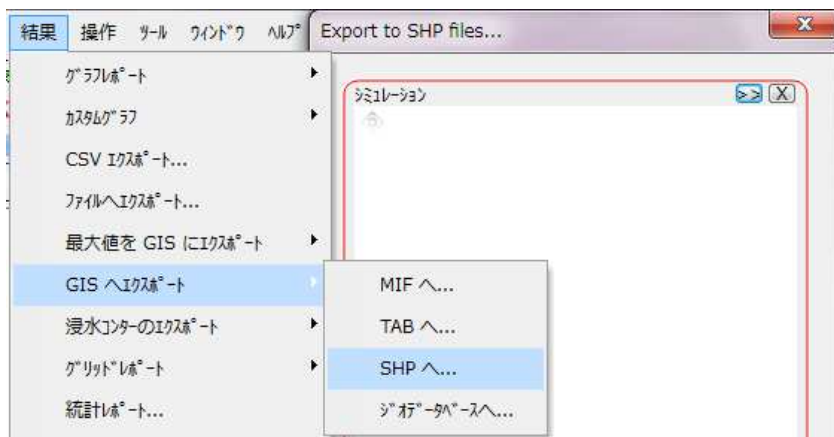 結果 操作 ﾂｰﾙ ｳｨﾝﾄﾞｳ ﾍﾙﾌﾟ Export to SHP files...
ｸﾞﾗﾌﾚﾎﾟｰﾄ
ｶｽﾀﾑｸﾞﾗﾌ
CSV ｴｸｽﾎﾟｰﾄ...
ﾌｧｲﾙへｴｸｽﾎﾟｰﾄ...
最大値を GIS にｴｸｽﾎﾟｰﾄ
GIS へｴｸｽﾎﾟｰﾄ
浸水ｺﾝﾀｰのｴｸｽﾎﾟｰﾄ
ｸﾞﾘｯﾄﾞﾚﾎﾟｰﾄ
統計ﾚﾎﾟｰﾄ...
ｼﾐｭﾚｰｼｮﾝ >> X
MIF へ...
TAB へ...
SHP へ...
ｼﾞｵﾃﾞｰﾀﾍﾞｰｽへ...